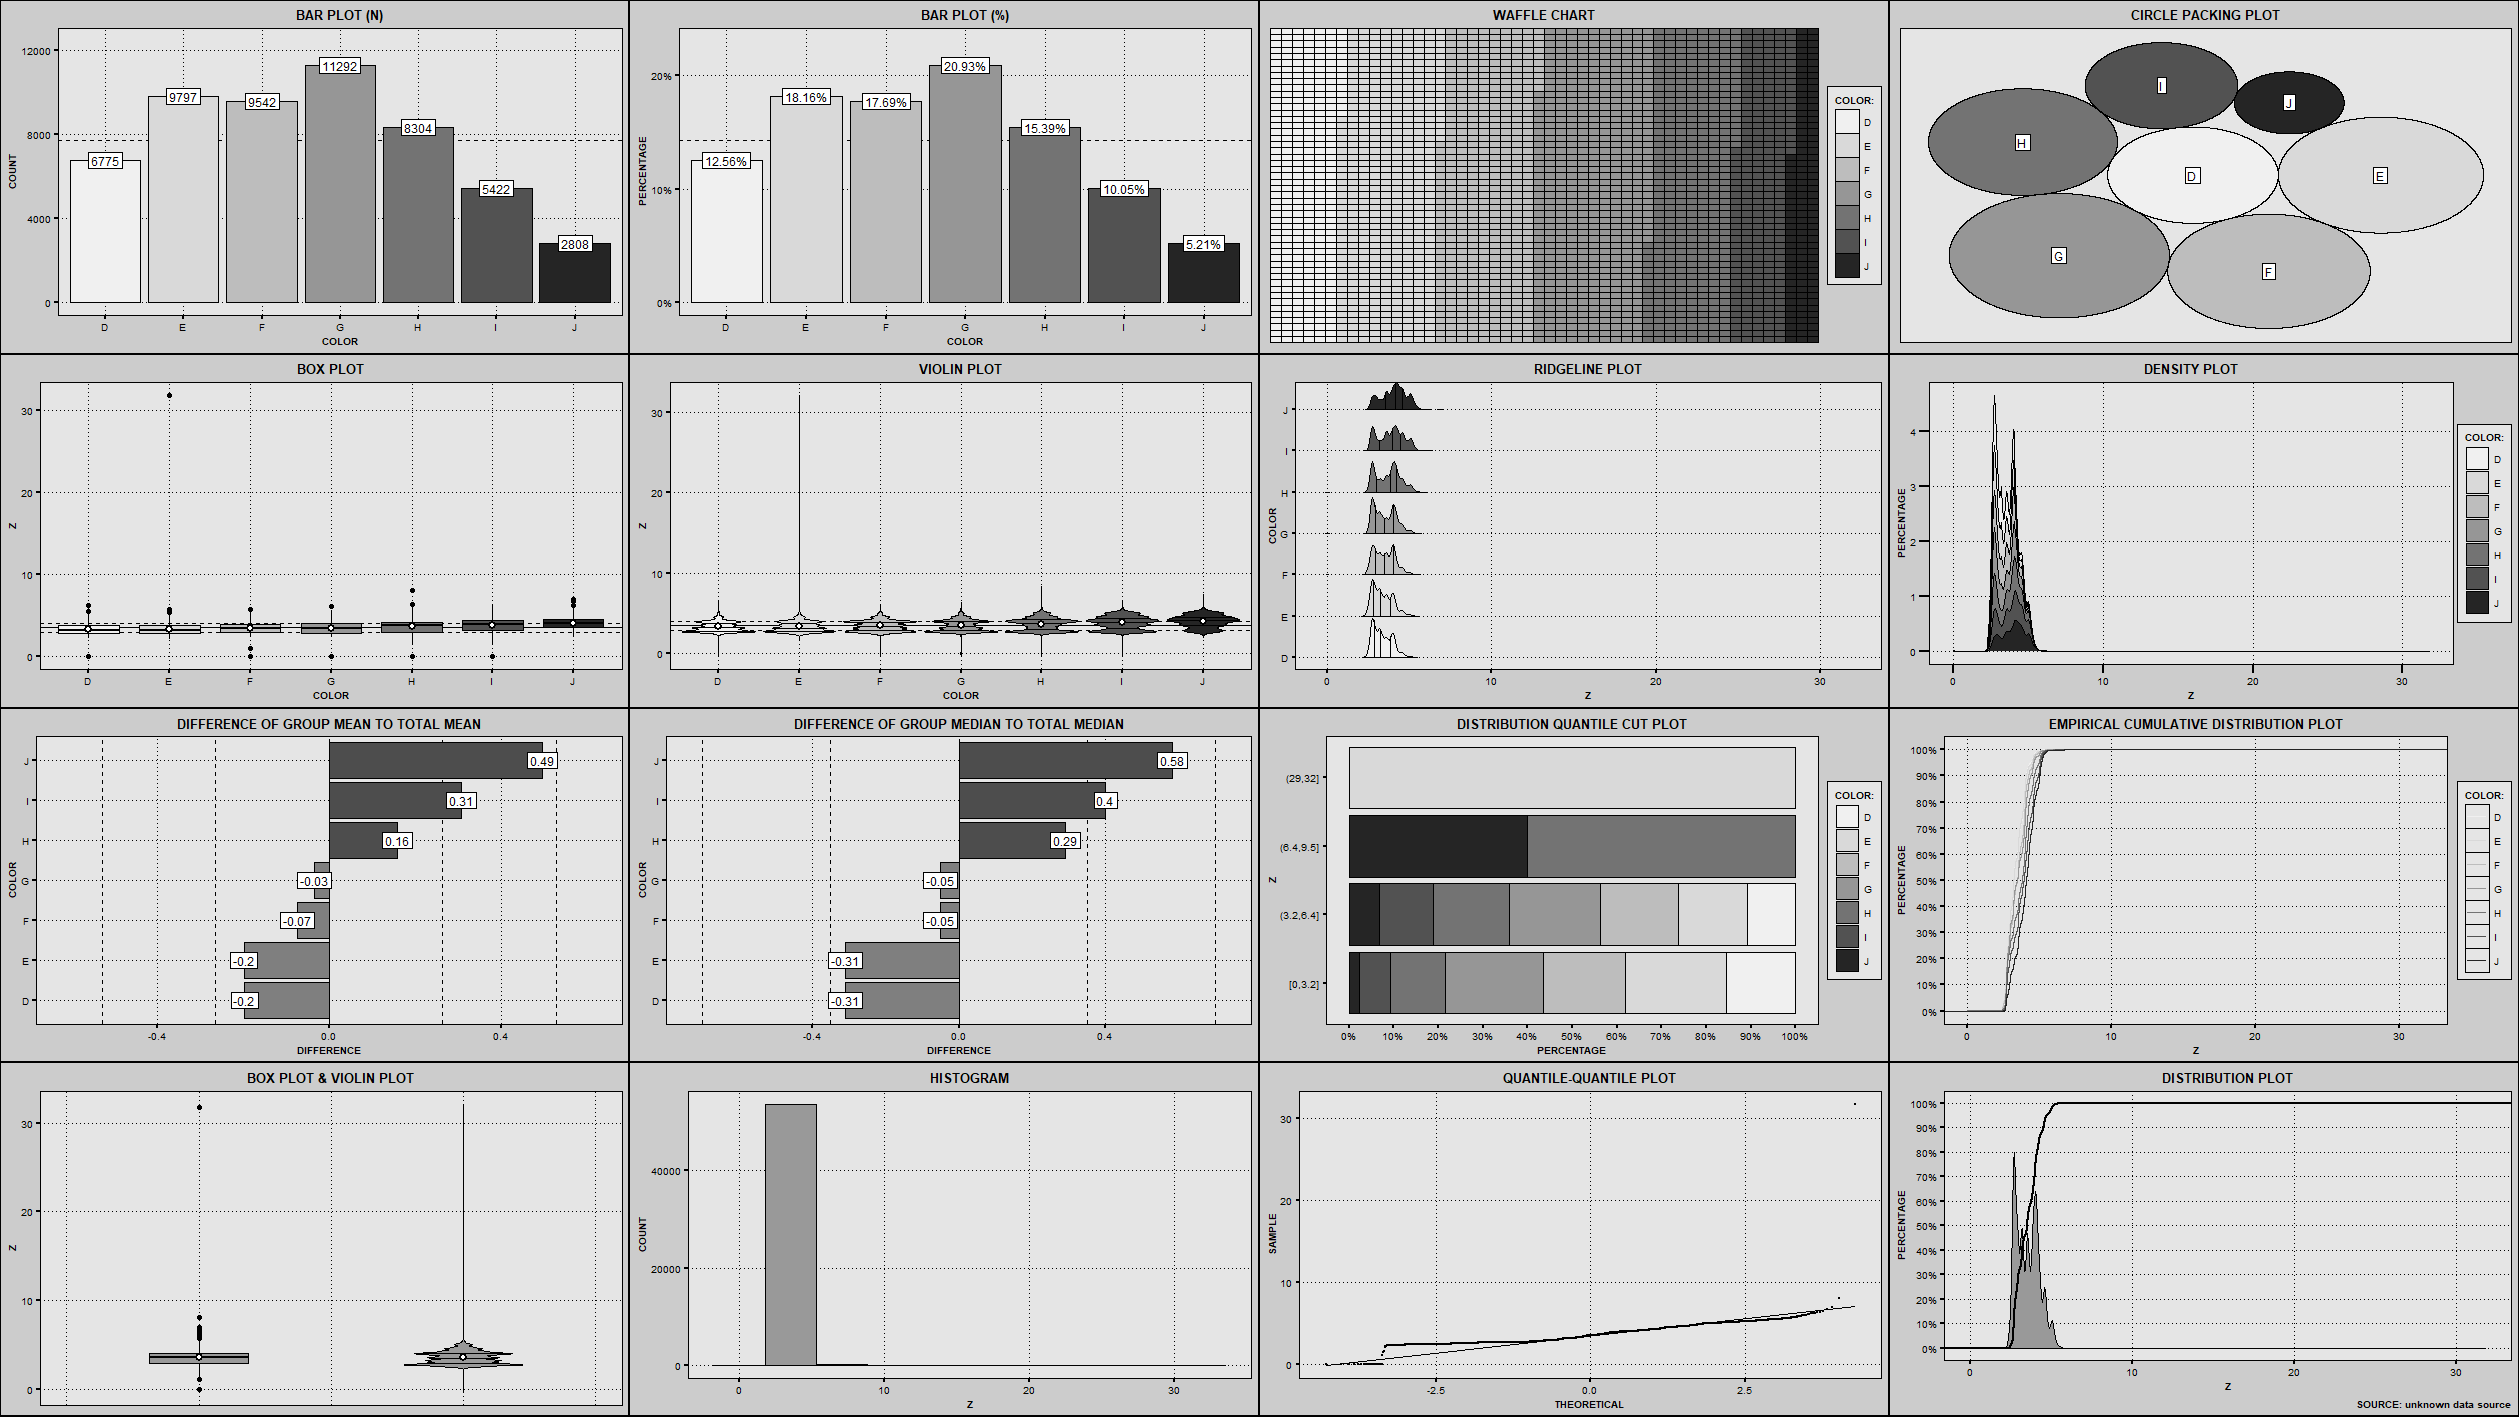 BAR PLOT (N)
12000
8000
4000
0
COUNT
6775
9797
9542
11292
8304
5422
2808
D E F G H I J
COLOR
BAR PLOT (%)
20%
10%
0%
PERCENTAGE
12.56%
18.16%
17.69%
20.93%
15.39%
10.05%
5.21%
D E F G H I J
COLOR
WAFFLE CHART
COLOR:
D
E
F
G
H
I
J
CIRCLE PACKING PLOT
I
J
H
D
E
G
F
BOX PLOT
30
20
10
0
Z
D E F G H I J
COLOR
VIOLIN PLOT
30
20
10
0
Z
D E F G H I J
COLOR
RIDGELINE PLOT
J
I
H
G
F
E
D
COLOR
0 10 20 30
Z
DENSITY PLOT
4
3
2
1
0
PERCENTAGE
0 10 20 30
Z
COLOR:
D
E
F
G
H
I
J
DIFFERENCE OF GROUP MEAN TO TOTAL MEAN
J
I
H
G
F
E
D
COLOR
0.49
0.31
0.16
-0.03
-0.07
-0.2
-0.2
-0.4 0.0 0.4
DIFFERENCE
DIFFERENCE OF GROUP MEDIAN TO TOTAL MEDIAN
J
I
H
G
F
E
D
COLOR
0.58
0.4
0.29
-0.05
-0.05
-0.31
-0.31
-0.4 0.0 0.4
DIFFERENCE
DISTRIBUTION QUANTILE CUT PLOT
(29,32]
(6.4,9.5]
(3.2,6.4]
[0,3.2]
Z
0% 10% 20% 30% 40% 50% 60% 70% 80% 90% 100%
PERCENTAGE
COLOR:
D
E
F
G
H
I
J
EMPIRICAL CUMULATIVE DISTRIBUTION PLOT
100%
90%
80%
70%
60%
50%
40%
30%
20%
10%
0%
PERCENTAGE
0 10 20 30
Z
COLOR:
D
E
F
G
H
I
J
BOX PLOT & VIOLIN PLOT
30
20
10
0
Z
HISTOGRAM
40000
20000
0
COUNT
0 10 20 30
Z
QUANTILE-QUANTILE PLOT
30
20
10
0
SAMPLE
-2.5 0.0 2.5
THEORETICAL
DISTRIBUTION PLOT
100%
90%
80%
70%
60%
50%
40%
30%
20%
10%
0%
PERCENTAGE
0 10 20 30
Z
SOURCE: unknown data source